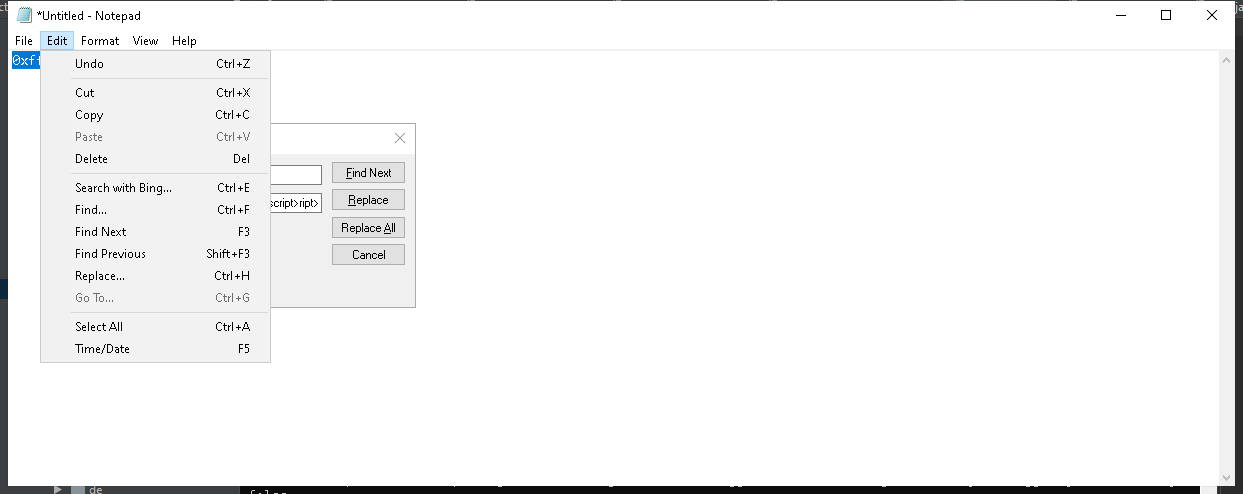 *Untitled - Notepad
File Edit Format View Help
0xff
Undo Ctrl+Z
Cut Ctrl+X
Copy Ctrl+C
Paste Ctrl+V
Delete Del
Search with Bing... Ctrl+E
Find... Ctrl+F
Find Next F3
Find Previous Shift+F3
Replace... Ctrl+H
Go To... Ctrl+G
Select All Ctrl+A
Time/Date F5
Find Next
script>ript>
Replace
Replace All
Cancel
de